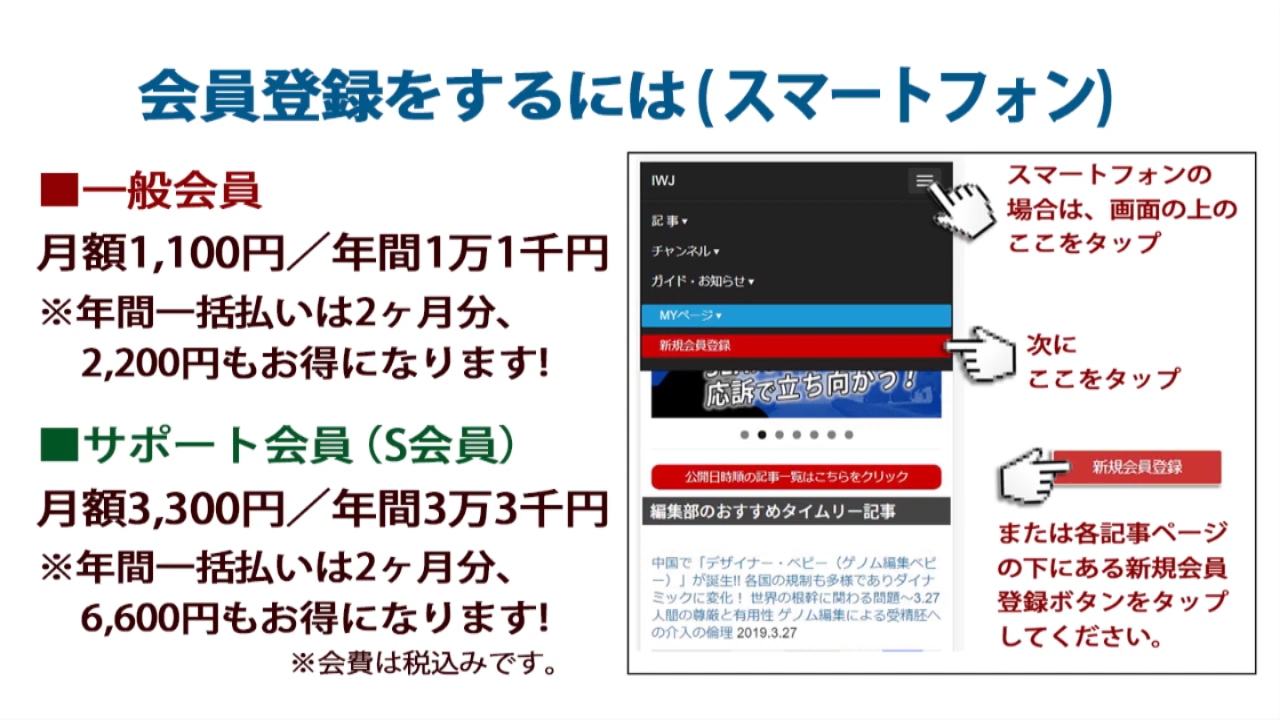 会員登録をするには(スマートフォン)
■一般会員
月額1,100円／年間1万1千円
※年間一括払いは2ヶ月分、
2,200円もお得になります!
■サポート会員（S会員）
月額3,300円／年間3万3千円
※年間一括払いは2ヶ月分、
6,600円もお得になります!
※会費は税込みです。
IWJ
記事▾
チャンネル▾
ガイド・お知らせ▾
MYページ▾
新規会員登録
応訴で立ち向かう！
公開日時順の記事一覧はこちらをクリック
編集部のおすすめタイムリー記事
中国で「デザイナー・ベビー（ゲノム編集ベビ
ー）」が誕生!! 各国の規制も多様でありダイナ
ミックに変化！ 世界の根幹に関わる問題～3.27
人間の尊厳と有用性 ゲノム編集による受精胚へ
の介入の倫理 2019.3.27
スマートフォンの
場合は、画面の上の
ここをタップ
次に
ここをタップ
新規会員登録
または各記事ページ
の下にある新規会員
登録ボタンをタップ
してください。